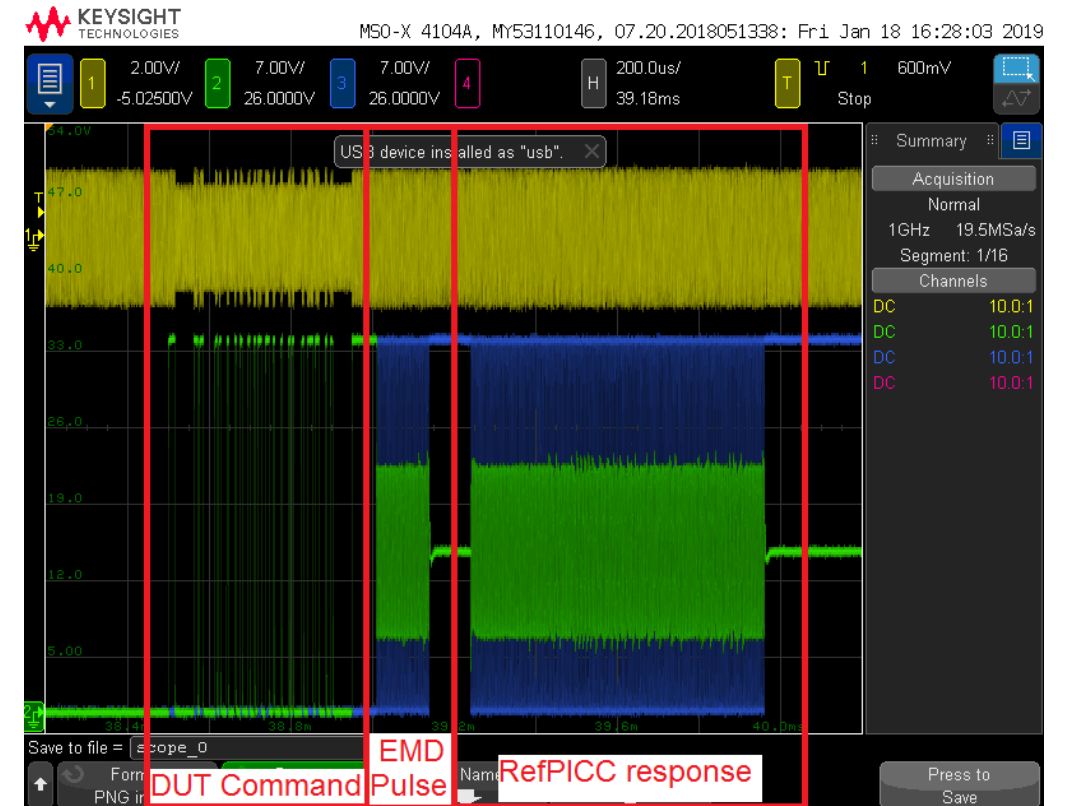 KEYSIGHT
TECHNOLOGIES
MSO-X 4104A, MY53110146, 07.20.2018051338: Fri Jan 18 16:28:03 2019
1 2.00V/ 2 7.00V/ 3 7.00V/ 4 H 200.0us/ T 1 600mV
-5.02500V 26.0000V 26.0000V 39.18ms Stop
54.0V
USB device installed as "usb".
Summary
Acquisition
Normal
1GHz 19.5MSa/s
Segment: 1/16
Channels
DC 10.0:1
DC 10.0:1
DC 10.0:1
DC 10.0:1
47.0
T
1
40.0
33.0
26.0
19.0
12.0
5.00
2
38.4m 38.8m 39.2m 39.6m 40.0ms
Save to file = scope_0
Form
PNG
Name
Press to
Save
DUT Command
EMD
Pulse
RefPICC response